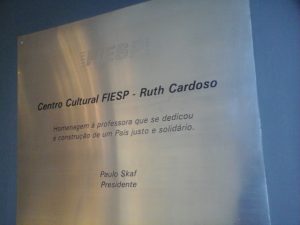 FIESP
Centro Cultural FIESP - Ruth Cardoso
Homenagem à professora que se dedicou
à construção de um País justo e solidário.
Paulo Skaf
Presidente